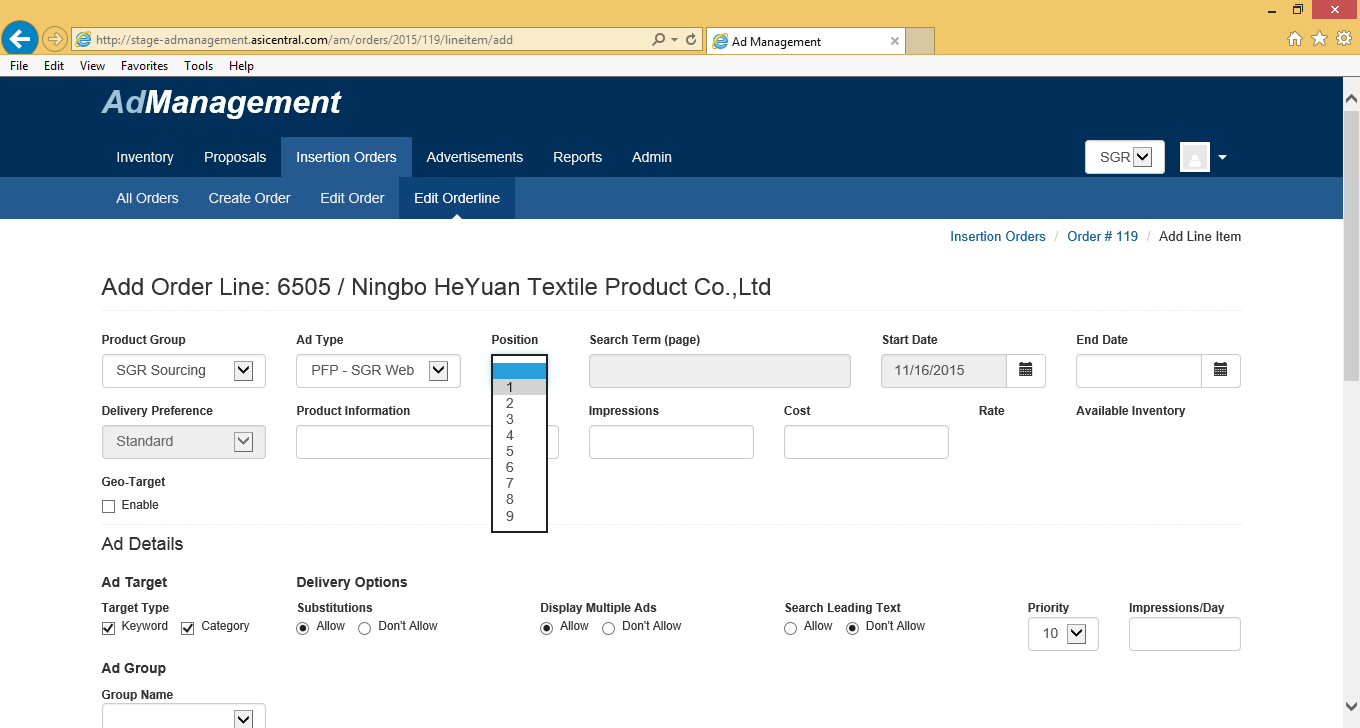 http://stage-admanagement.asicentral.com/am/orders/2015/119/lineitem/add
Ad Management
File Edit View Favorites Tools Help
AdManagement
Inventory Proposals Insertion Orders Advertisements Reports Admin SGR
All Orders Create Order Edit Order Edit Orderline
Insertion Orders / Order # 119 / Add Line Item
Add Order Line: 6505 / Ningbo HeYuan Textile Product Co.,Ltd
Product Group Ad Type Position Search Term (page) Start Date End Date
SGR Sourcing PFP - SGR Web 11/16/2015
1
2
3
4
5
6
7
8
9
Delivery Preference Product Information Impressions Cost Rate Available Inventory
Standard
Geo-Target
Enable
Ad Details
Ad Target Delivery Options
Target Type Substitutions Display Multiple Ads Search Leading Text Priority Impressions/Day
Keyword Category Allow Don't Allow Allow Don't Allow Allow Don't Allow 10
Ad Group
Group Name